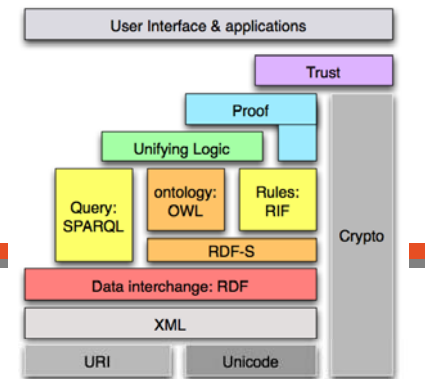 User Interface & applications
Trust
Proof
Unifying Logic
Query:
SPARQL
ontology:
OWL
Rules:
RIF
Crypto
RDF-S
Data interchange: RDF
XML
URI
Unicode